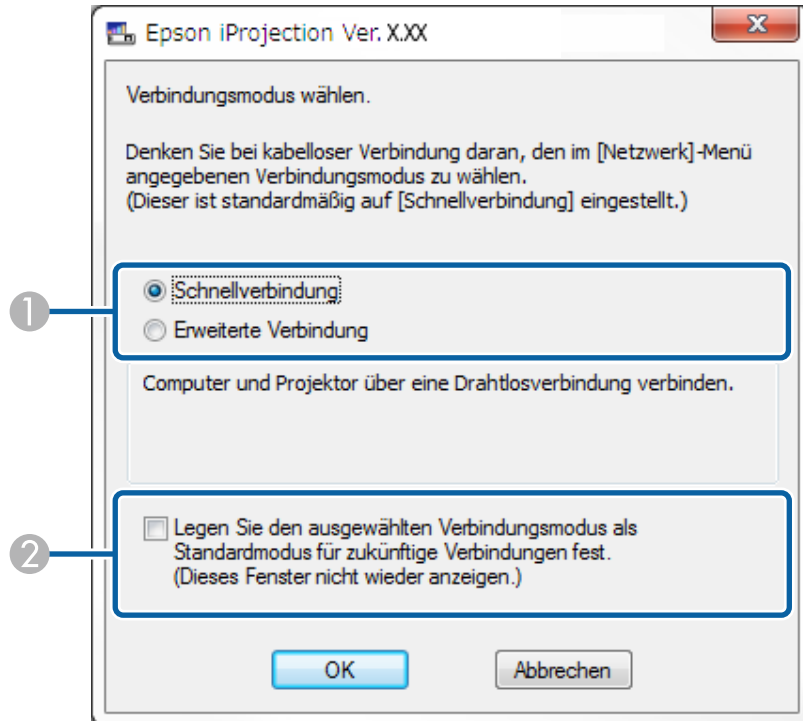 Epson iProjection Ver. X.XX
Verbindungsmodus wählen.
Denken Sie bei kabelloser Verbindung daran, den im [Netzwerk]-Menü
angegebenen Verbindungsmodus zu wählen.
(Dieser ist standardmäßig auf [Schnellverbindung] eingestellt.)
1
Schnellverbindung
Erweiterte Verbindung
Computer und Projektor über eine Drahtlosverbindung verbinden.
2
Legen Sie den ausgewählten Verbindungsmodus als
Standardmodus für zukünftige Verbindungen fest.
(Dieses Fenster nicht wieder anzeigen.)
OK
Abbrechen